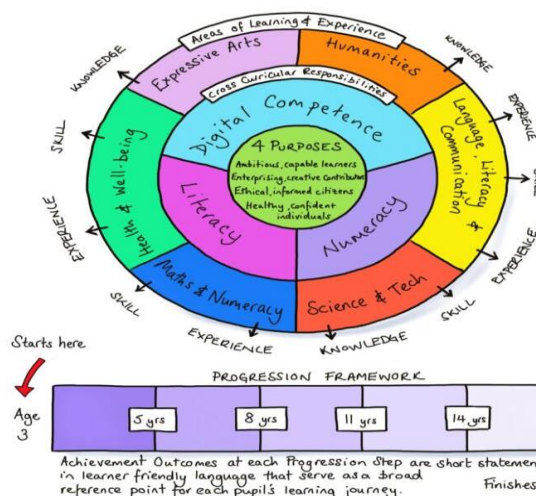 Areas of Learning & Experience
Expressive Arts
Humanities
Cross Curricular Responsibilities
Digital Competence
4 PURPOSES
Ambitious, capable learners
Enterprising, creative contributors
Ethical, informed citizens
Healthy, confident
individuals
Literacy
Numeracy
Health & Well-being
Language, Literacy &
Communication
Maths & Numeracy
Science & Tech
KNOWLEDGE
SKILL
EXPERIENCE
SKILL
EXPERIENCE
KNOWLEDGE
SKILL
EXPERIENCE
EXPERIENCE
KNOWLEDGE
Starts here
PROGRESSION FRAMEWORK
Age
3
5 yrs
8 yrs
11 yrs
14 yrs
Achievement Outcomes at each Progression Step are short statemen
in learner friendly language that serve as a broad
reference point for each pupil's learning journey.
Finishes